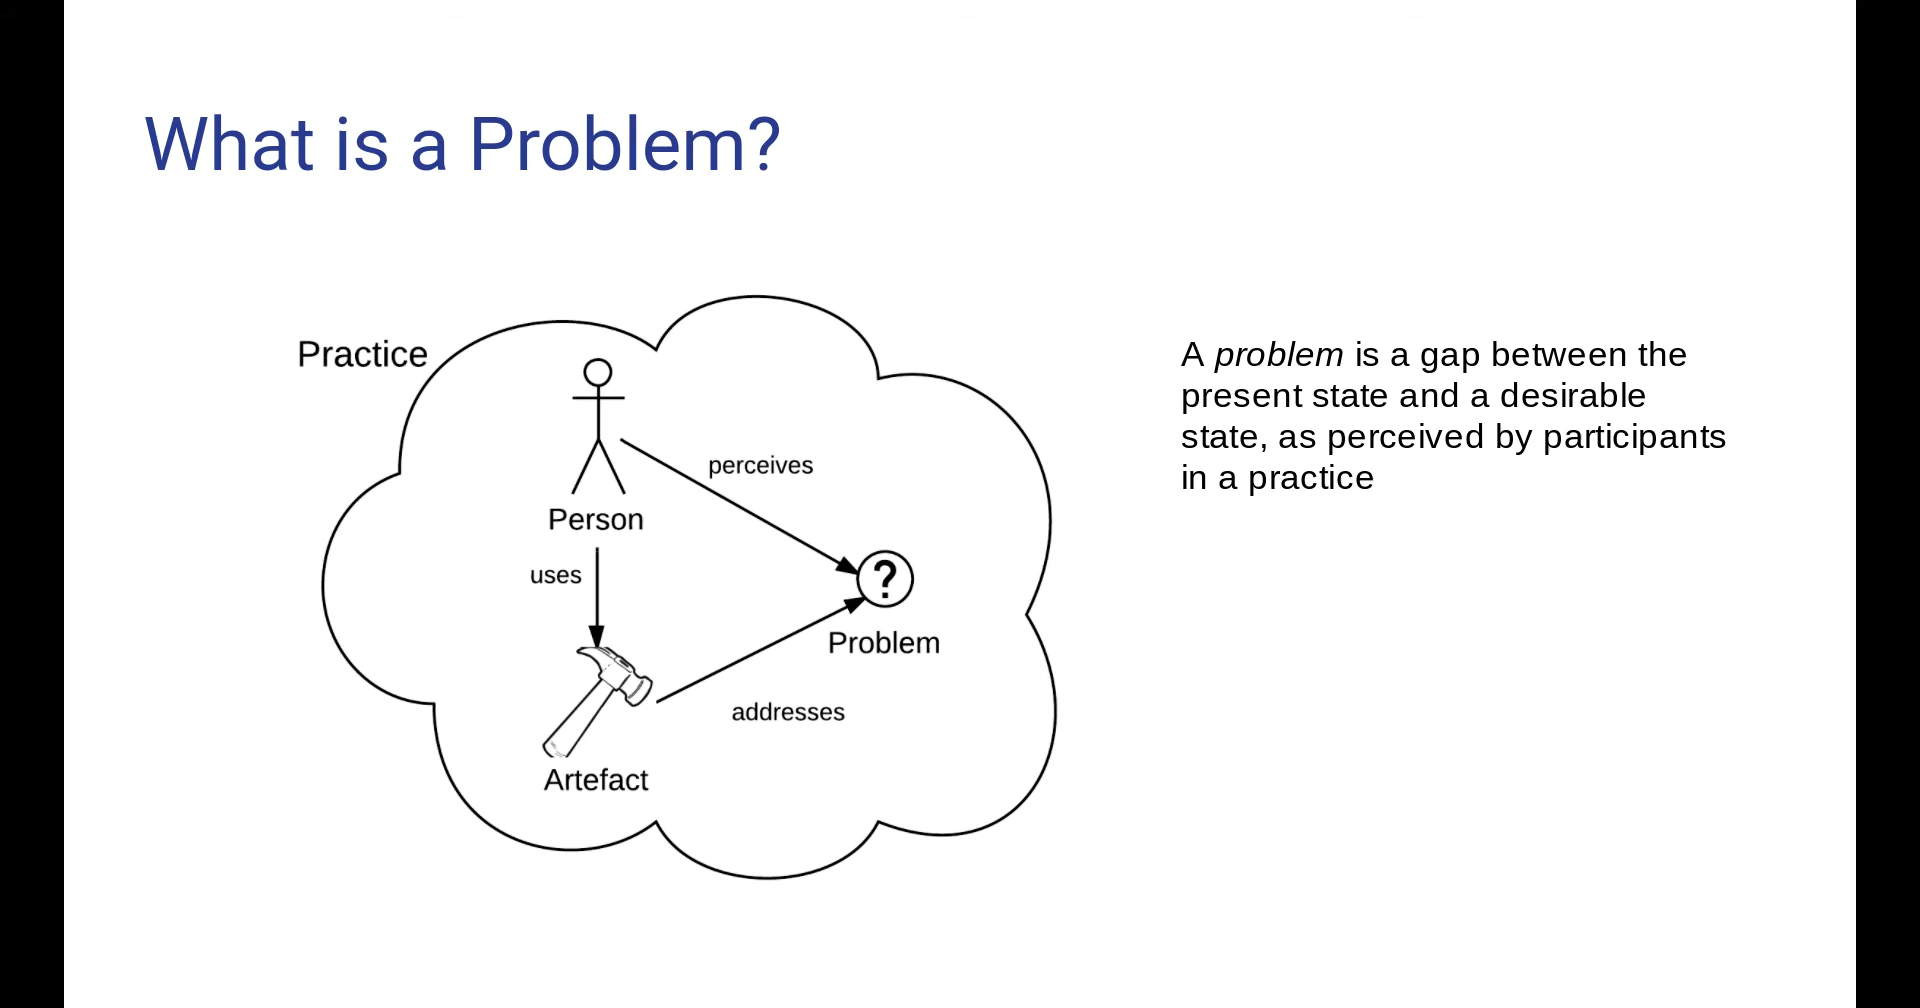 What is a Problem?
Practice
perceives
Person
uses
?
Problem
addresses
Artefact
A problem is a gap between the
present state and a desirable
state, as perceived by participants
in a practice